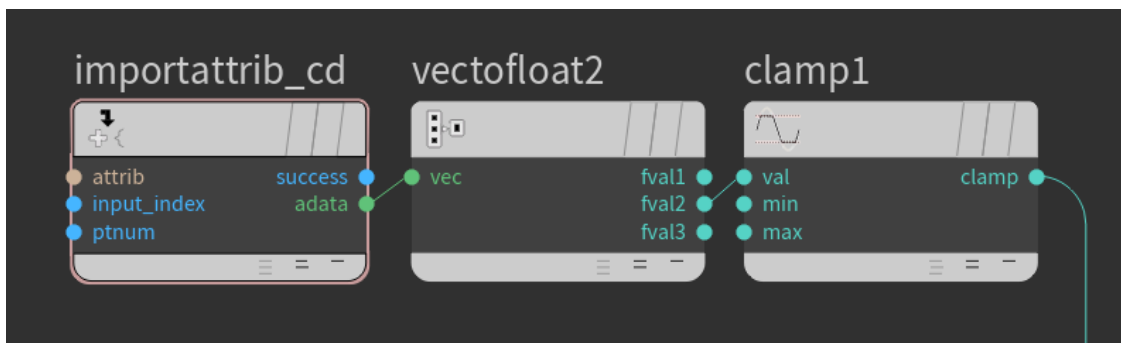 importattrib_cd vectofloat2 clamp1
attrib success vec fval1 val clamp
input_index adata fval2 min
ptnum fval3 max